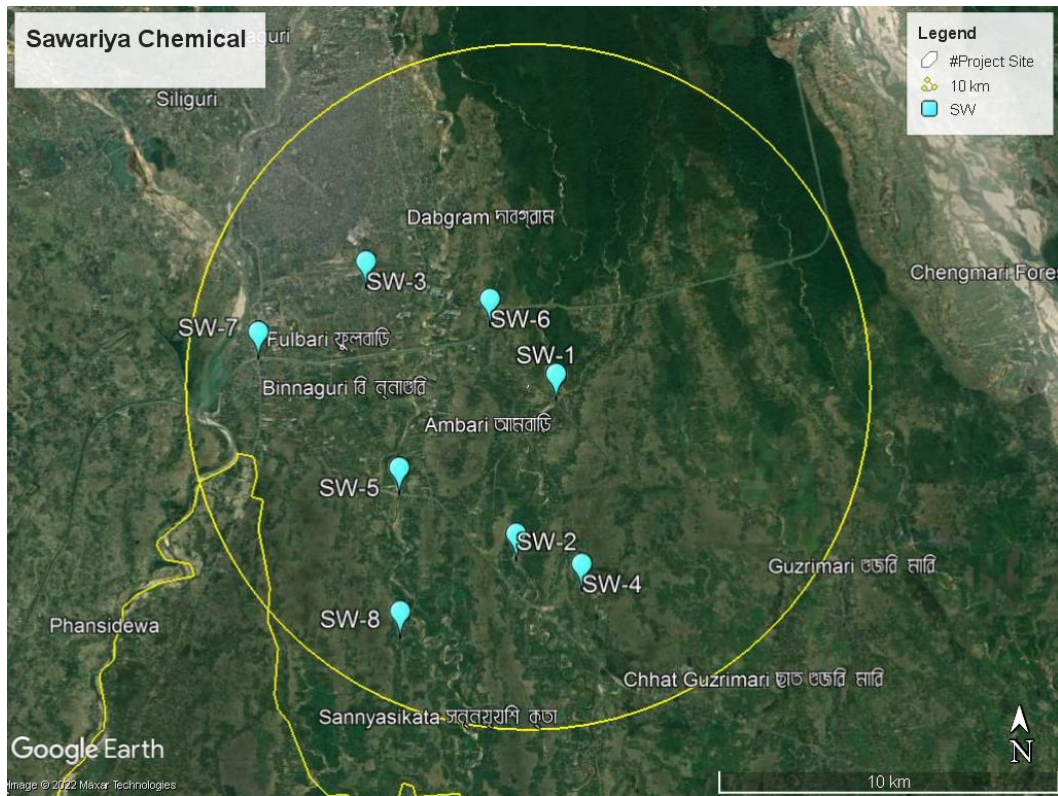 Sawariya Chemical
Legend
#Project Site
10 km
SW
Siliguri
Dabgram দাবগ্রাম
Chengmari Fores
SW-3
SW-6
SW-7
Fulbari ফুলবাড়ি
SW-1
Binnaguri বিন্নাগুরি
Ambari আমবাড়ি
SW-5
SW-2
SW-4
Guzrimari গুজরি মারি
SW-8
Phansidewa
Chhat Guzrimari ছাত গুজরি মারি
Sannyasikata
N
Google Earth
Image © 2022 Maxar Technologies
10 km